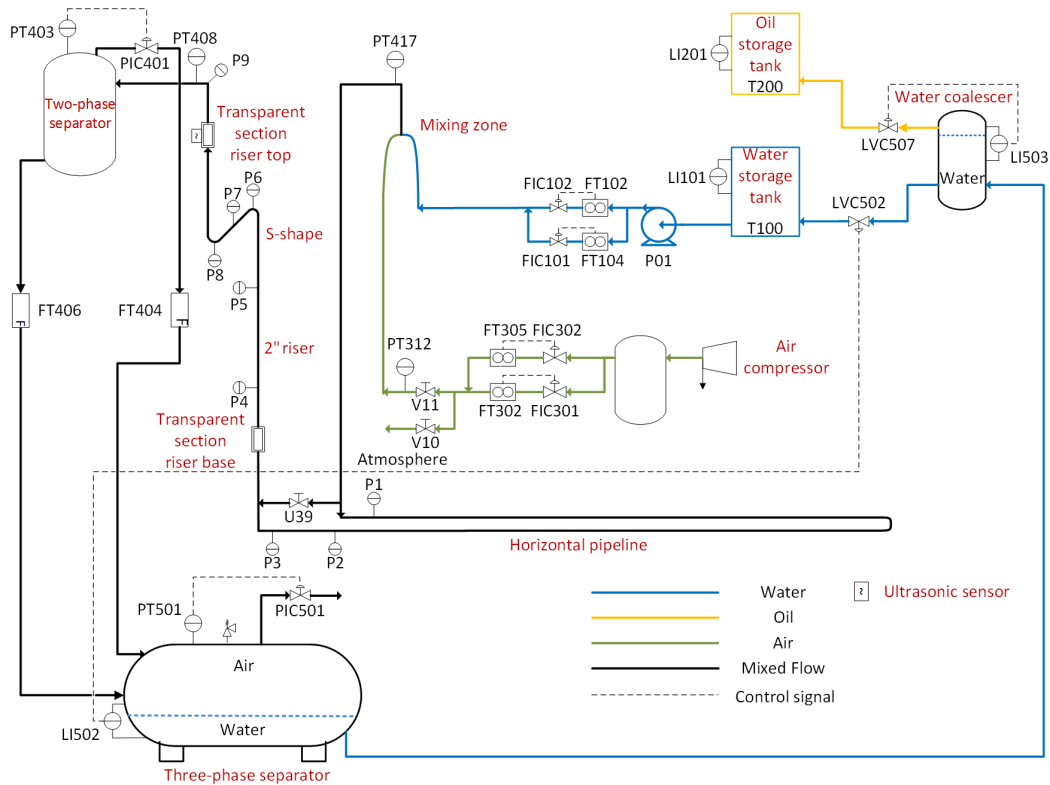 PT403
PIC401
PT408
P9
PT417
Oil
storage
tank
T200
LI201
Two-phase
separator
Transparent
section
riser top
Mixing zone
Water coalescer
LVC507
LI503
Water
FIC102
FT102
LI101
Water
storage
tank
T100
LVC502
P6
P7
S-shape
P8
FIC101
FT104
P01
P5
FT406
FT404
F
F
2" riser
FT305
FIC302
Air
compressor
PT312
P4
V11
FT302
FIC301
Transparent
section
riser base
V10
Atmosphere
P1
U39
P3
P2
Horizontal pipeline
PT501
PIC501
Water
Ultrasonic sensor
Oil
Air
Air
Mixed Flow
Control signal
LI502
Water
Three-phase separator